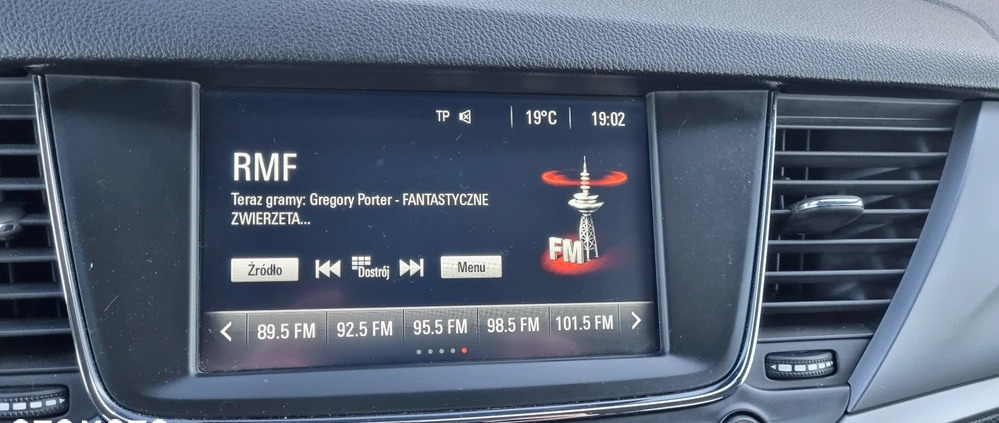 TP 19°C 19:02
RMF
Teraz gramy: Gregory Porter - FANTASTYCZNE
ZWIERZETA...
FM
Źródło Dostrój Menu
89.5 FM 92.5 FM 95.5 FM 98.5 FM 101.5 FM